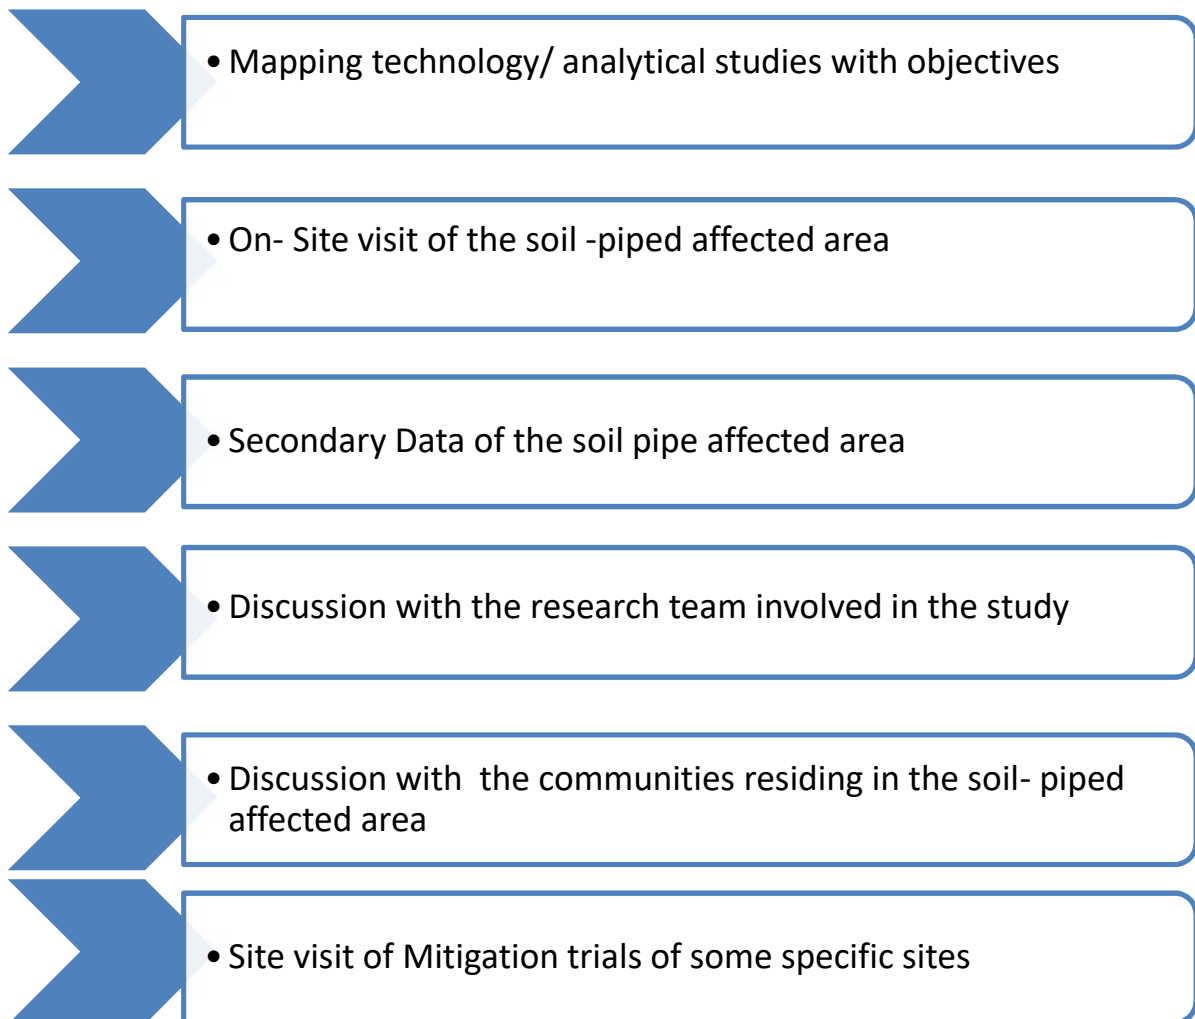 • Mapping technology/ analytical studies with objectives
• On- Site visit of the soil -piped affected area
• Secondary Data of the soil pipe affected area
• Discussion with the research team involved in the study
• Discussion with  the communities residing in the soil- piped
affected area
• Site visit of Mitigation trials of some specific sites